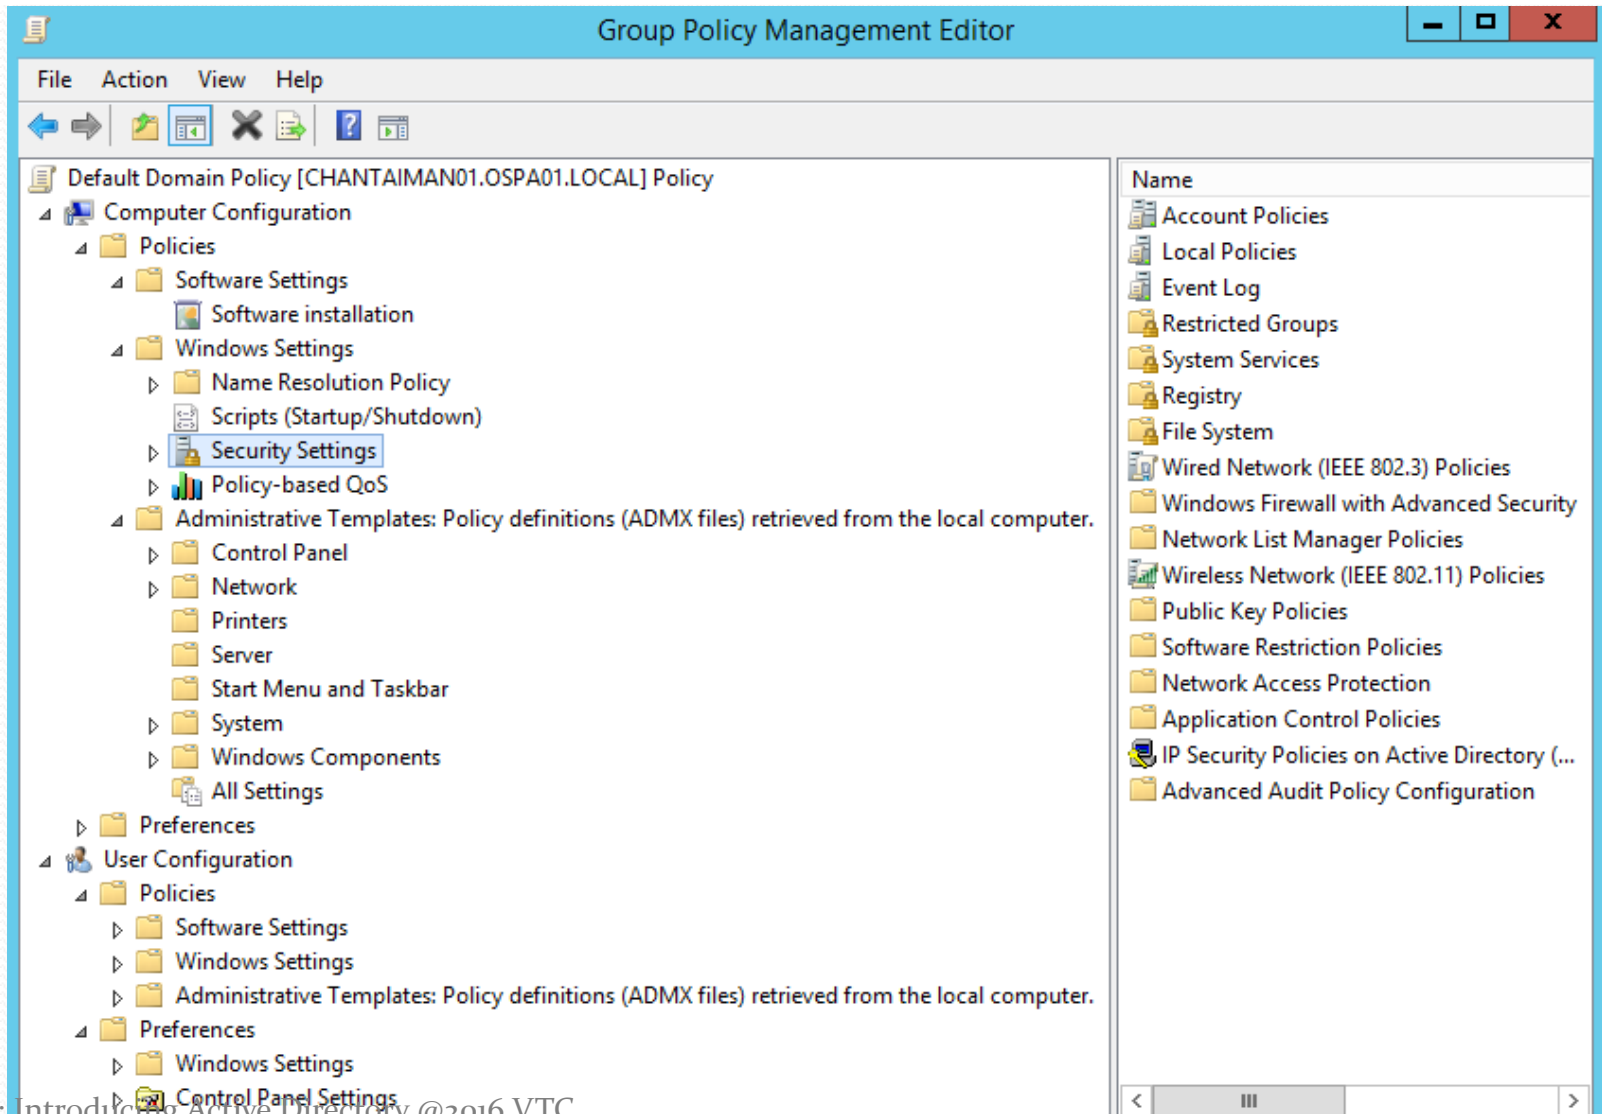 Group Policy Management Editor
File Action View Help
Default Domain Policy [CHANTAIMAN01.OSPA01.LOCAL] Policy
Computer Configuration
Policies
Software Settings
Software installation
Windows Settings
Name Resolution Policy
Scripts (Startup/Shutdown)
Security Settings
Policy-based QoS
Administrative Templates: Policy definitions (ADMX files) retrieved from the local computer.
Control Panel
Network
Printers
Server
Start Menu and Taskbar
System
Windows Components
All Settings
Preferences
User Configuration
Policies
Software Settings
Windows Settings
Administrative Templates: Policy definitions (ADMX files) retrieved from the local computer.
Preferences
Windows Settings
Control Panel Settings
Name
Account Policies
Local Policies
Event Log
Restricted Groups
System Services
Registry
File System
Wired Network (IEEE 802.3) Policies
Windows Firewall with Advanced Security
Network List Manager Policies
Wireless Network (IEEE 802.11) Policies
Public Key Policies
Software Restriction Policies
Network Access Protection
Application Control Policies
IP Security Policies on Active Directory (...
Advanced Audit Policy Configuration
: Introducing Active Directory @2016 VTC